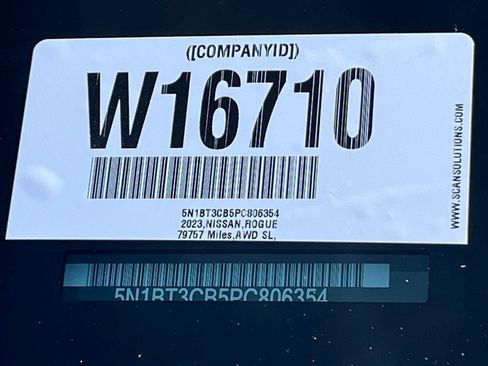 ([COMPANYID])
W16710
5N1BT3CB5PC806354
2023,NISSAN,ROGUE
79757 Miles,AWD SL,
WWW.SCANSOLUTIONS.COM
5N1BT3CB5PC806354